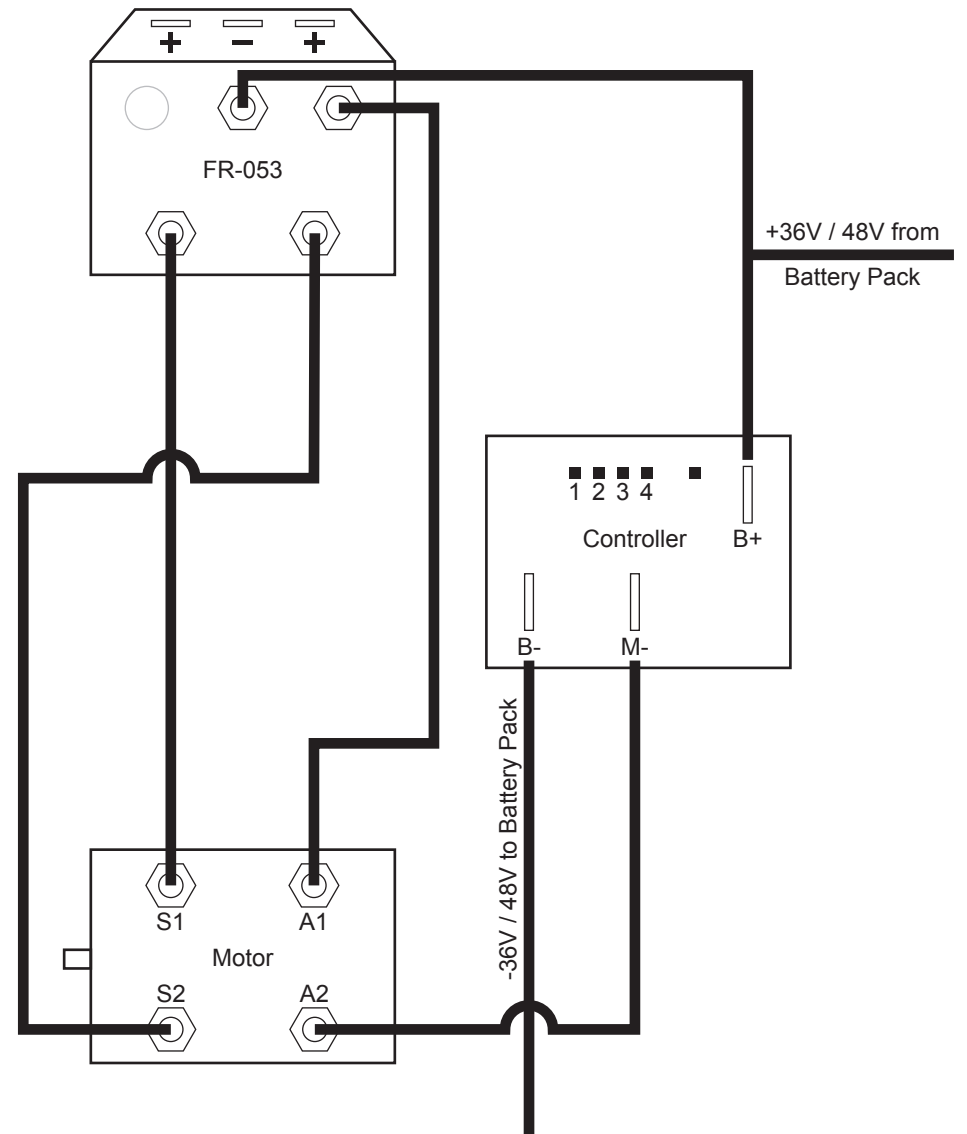 + − +
FR-053
+36V / 48V from
Battery Pack
1 2 3 4
Controller
B+
B-
M-
-36V / 48V to Battery Pack
S1
A1
Motor
S2
A2